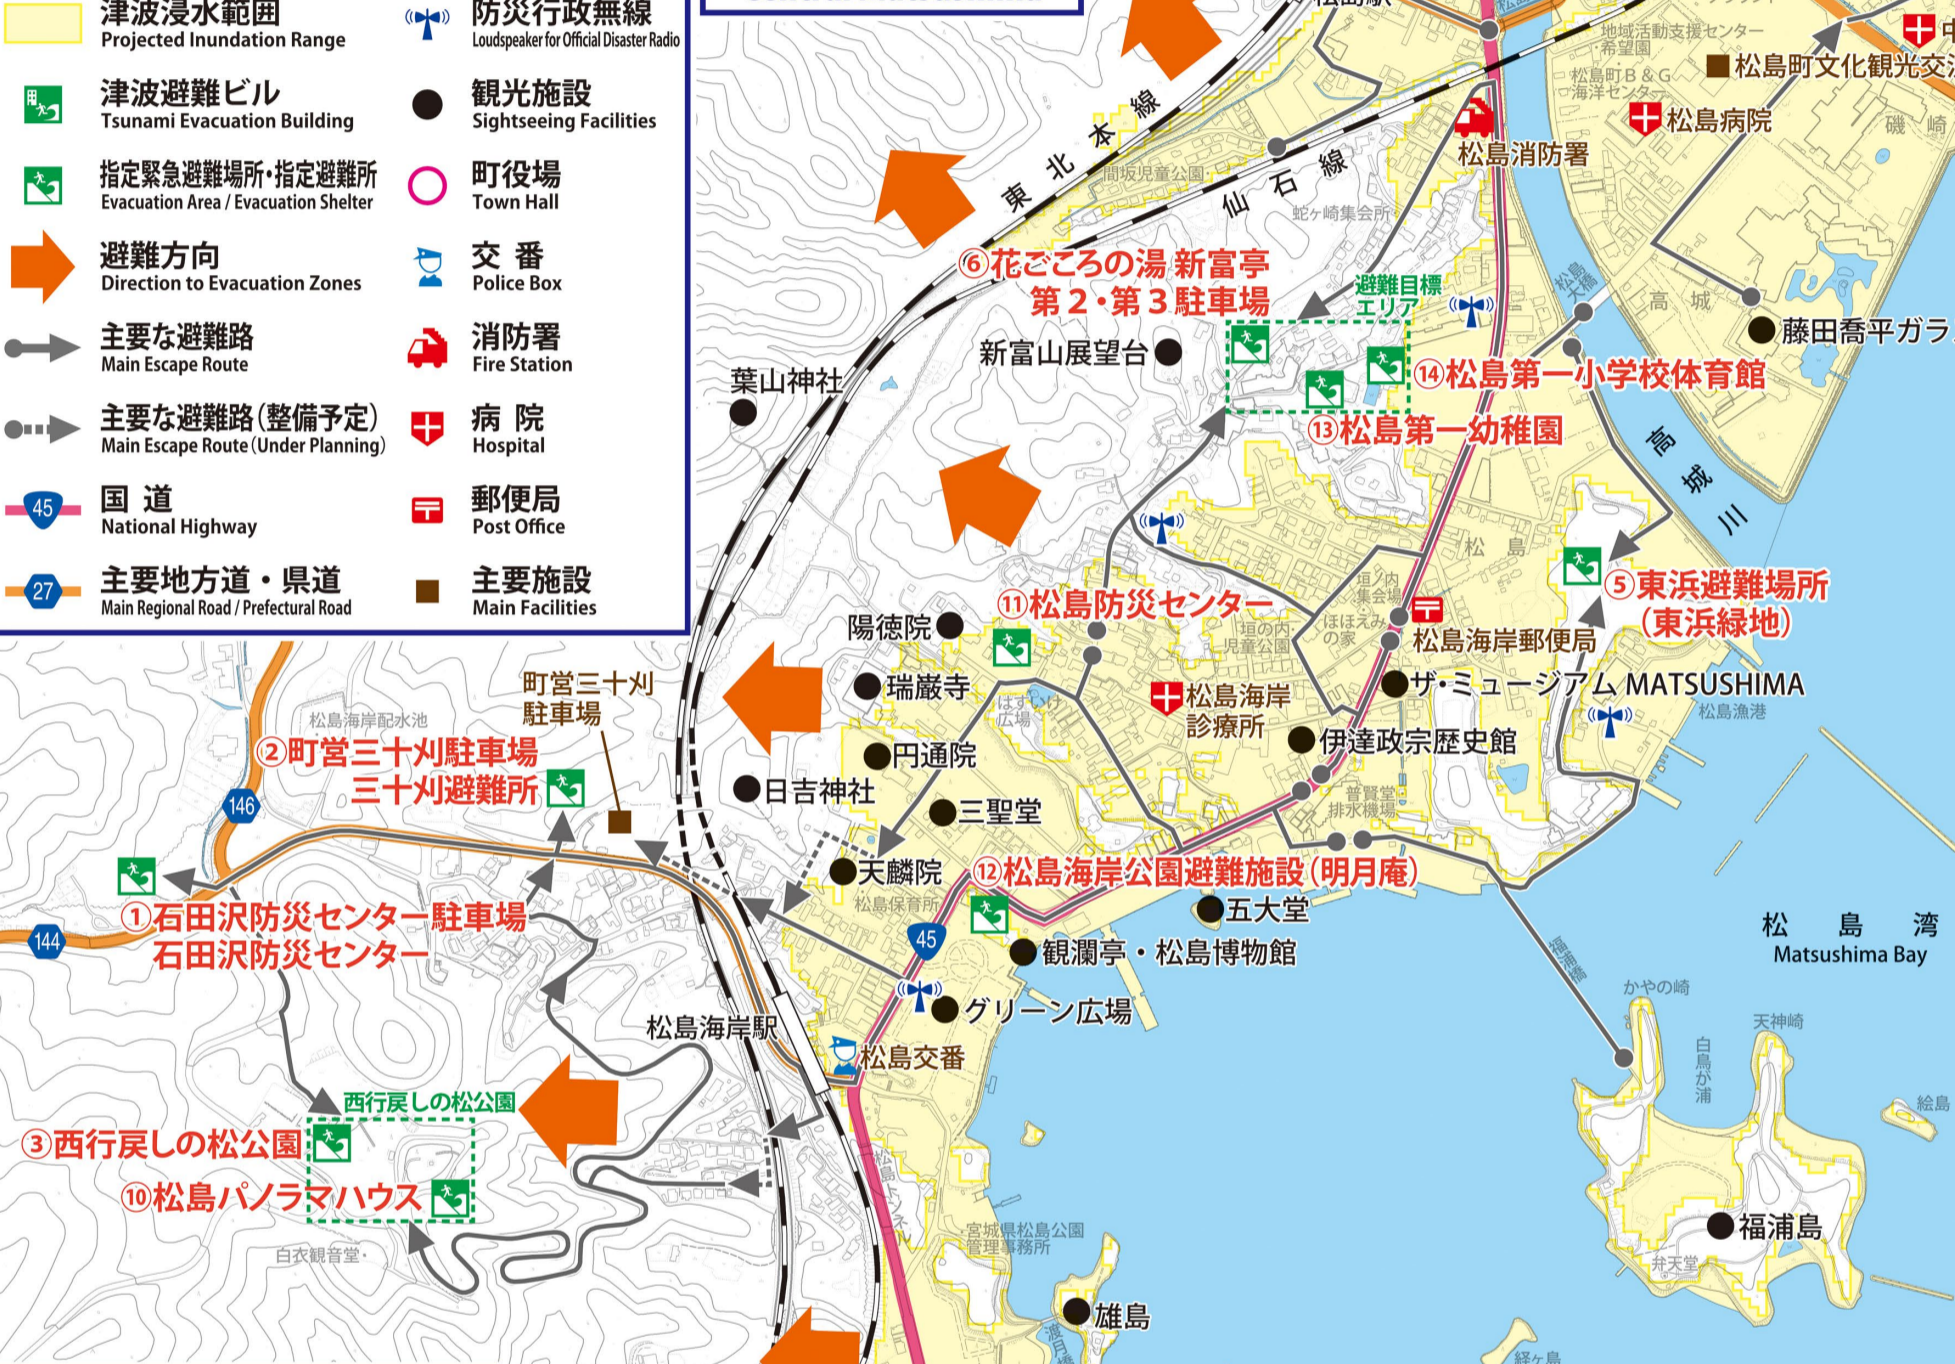 津波浸水範囲
Projected Inundation Range
津波避難ビル
Tsunami Evacuation Building
指定緊急避難場所・指定避難所
Evacuation Area / Evacuation Shelter
避難方向
Direction to Evacuation Zones
主要な避難路
Main Escape Route
主要な避難路(整備予定)
Main Escape Route (Under Planning)
45
国 道
National Highway
27
主要地方道・県道
Main Regional Road / Prefectural Road
防災行政無線
Loudspeaker for Official Disaster Radio
観光施設
Sightseeing Facilities
町役場
Town Hall
交 番
Police Box
消防署
Fire Station
病 院
Hospital
郵便局
Post Office
主要施設
Main Facilities
松島駅
地域活動支援センター
・希望園
松島町B&G
海洋センター
松島町文化観光交
松島病院
磯 崎
松島消防署
東北本線
仙石線
間坂児童公園
蛇ヶ崎集会所
⑥花ごころの湯 新富亭
第2・第3駐車場
避難目標
エリア
松島大橋
高 城
藤田喬平ガラ
新富山展望台
葉山神社
⑭松島第一小学校体育館
⑬松島第一幼稚園
高城川
松 島
⑤東浜避難場所
(東浜緑地)
垣ノ内
集会場
ほほえみ
の家
垣の内
児童公園
⑪松島防災センター
松島海岸郵便局
陽徳院
瑞巌寺
はすいけ
広場
松島海岸
診療所
ザ・ミュージアム MATSUSHIMA
松島漁港
伊達政宗歴史館
円通院
日吉神社
三聖堂
普賢堂
排水機場
町営三十刈
駐車場
松島海岸配水池
②町営三十刈駐車場
三十刈避難所
146
天麟院
松島保育所
⑫松島海岸公園避難施設(明月庵)
五大堂
観瀾亭・松島博物館
45
グリーン広場
①石田沢防災センター駐車場
石田沢防災センター
144
松島海岸駅
松島交番
松 島 湾
Matsushima Bay
福浦橋
かやの崎
天神崎
白鳥が浦
絵島
西行戻しの松公園
③西行戻しの松公園
⑩松島パノラマハウス
白衣観音堂
松島トンネル
宮城県松島公園
管理事務所
福浦島
弁天堂
雄島
渡月橋
経ヶ島